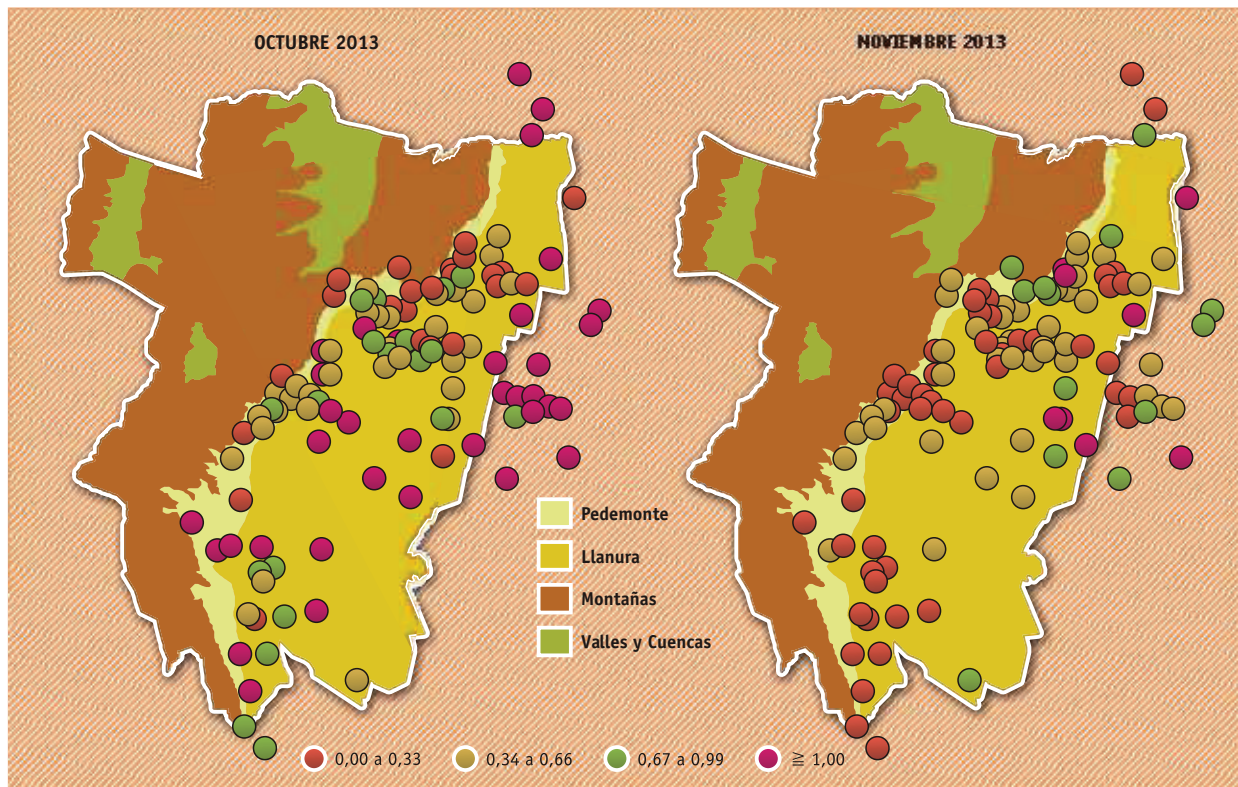 OCTUBRE 2013
NOVIEMBRE 2013
Pedemonte
Llanura
Montañas
Valles y Cuencas
0,00 a 0,33
0,34 a 0,66
0,67 a 0,99
≧ 1,00